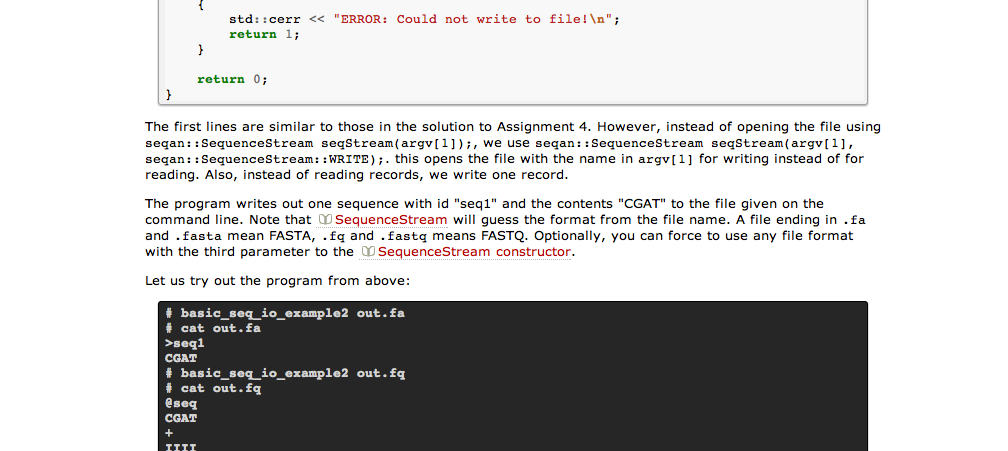 {
std::cerr << "ERROR: Could not write to file!\n";
return 1;
}
return 0;
}
The first lines are similar to those in the solution to Assignment 4. However, instead of opening the file using
seqan::SequenceStream seqStream(argv[1]);, we use seqan::SequenceStream seqStream(argv[1],
seqan::SequenceStream::WRITE);. this opens the file with the name in argv[1] for writing instead of for
reading. Also, instead of reading records, we write one record.
The program writes out one sequence with id "seq1" and the contents "CGAT" to the file given on the
command line. Note that SequenceStream will guess the format from the file name. A file ending in .fa
and .fasta mean FASTA, .fq and .fastq means FASTQ. Optionally, you can force to use any file format
with the third parameter to the SequenceStream constructor.
Let us try out the program from above:
# basic_seq_io_example2 out.fa
# cat out.fa
>seq1
CGAT
# basic_seq_io_example2 out.fq
# cat out.fq
@seq
CGAT
+
IIII